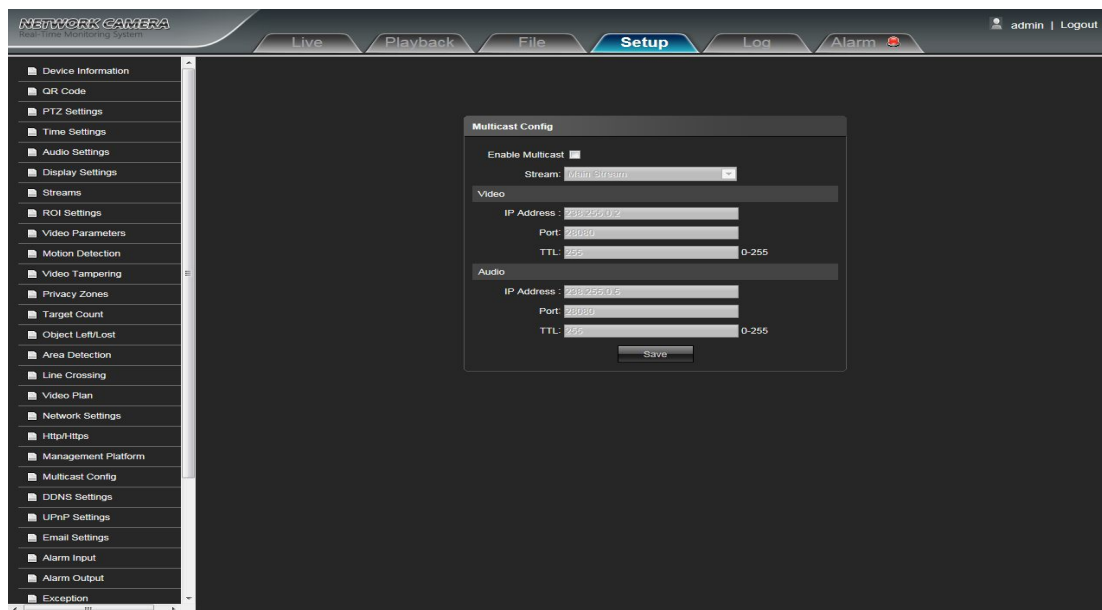 NETWORK CAMERA
Real-Time Monitoring System
Live
Playback
File
Setup
Log
Alarm
admin | Logout
Device Information
QR Code
PTZ Settings
Time Settings
Audio Settings
Display Settings
Streams
ROI Settings
Video Parameters
Motion Detection
Video Tampering
Privacy Zones
Target Count
Object Left/Lost
Area Detection
Line Crossing
Video Plan
Network Settings
Http/Https
Management Platform
Multicast Config
DDNS Settings
UPnP Settings
Email Settings
Alarm Input
Alarm Output
Exception
Multicast Config
Enable Multicast
Stream: Main Stream
Video
IP Address :
Port:
TTL: 255 0-255
Audio
IP Address :
Port:
TTL: 255 0-255
Save